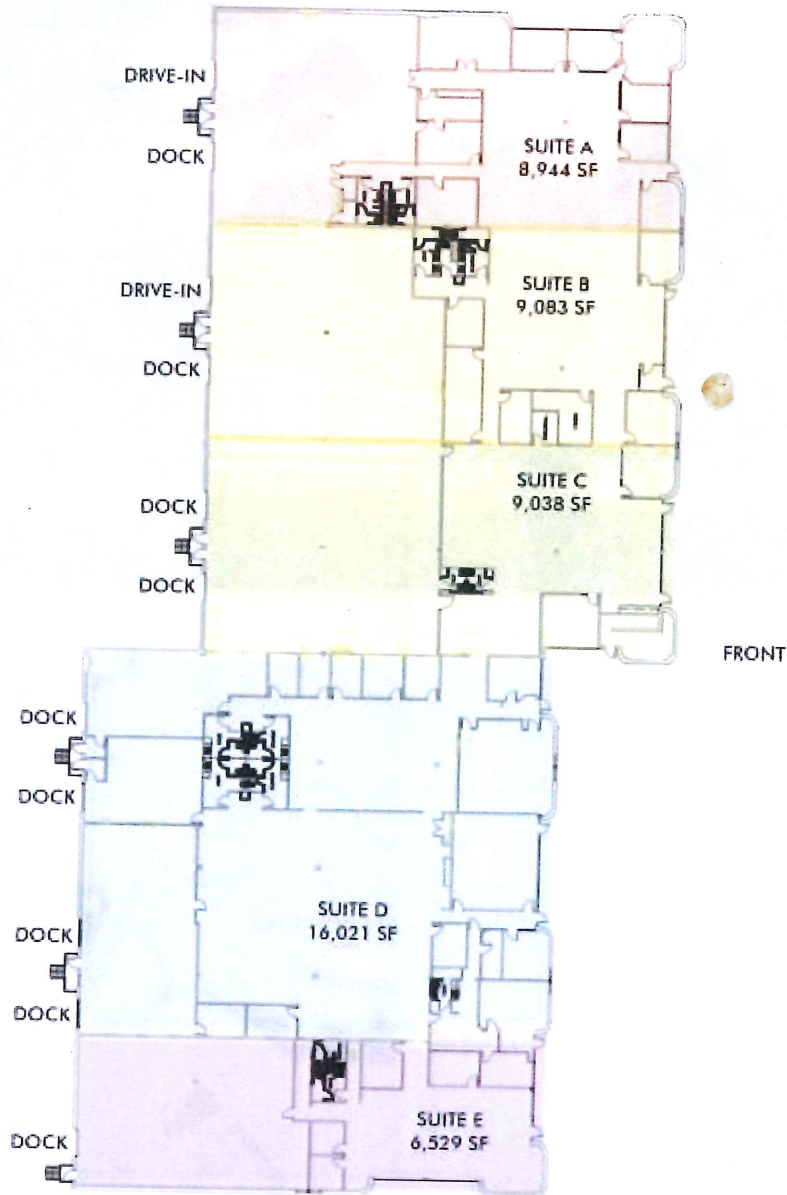 DRIVE-IN
DOCK
SUITE A
8,944 SF
DRIVE-IN
DOCK
SUITE B
9,083 SF
DOCK
DOCK
SUITE C
9,038 SF
FRONT
DOCK
DOCK
SUITE D
16,021 SF
DOCK
DOCK
SUITE E
6,529 SF
DOCK